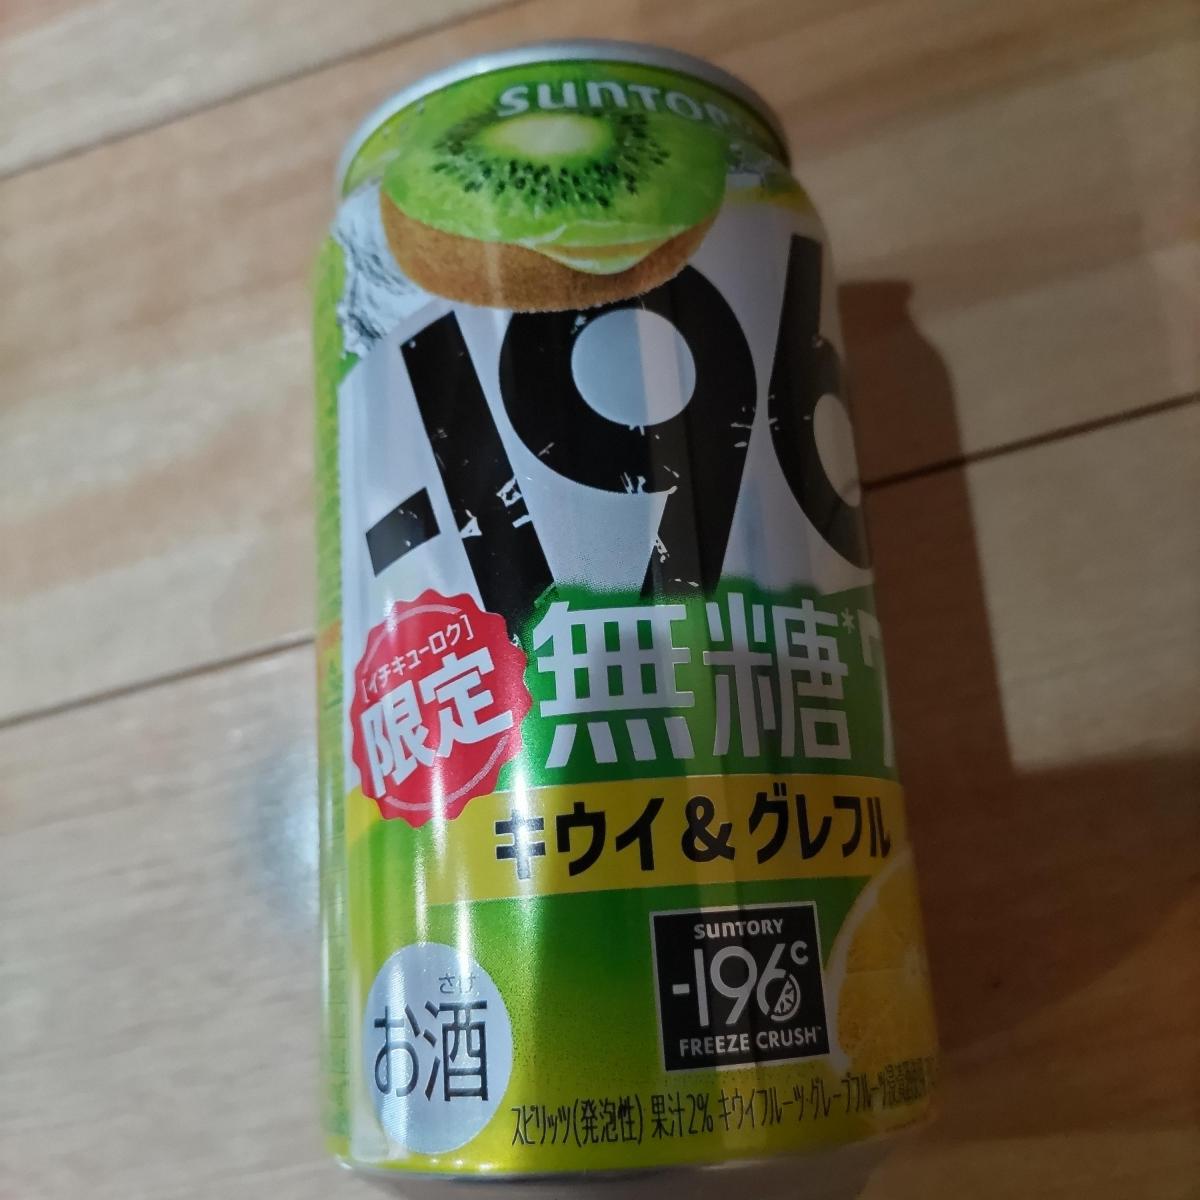 SUNTORY
-196
[イチキューロク]
限定
無糖*
キウイ&グレフル
SUNTORY
-196℃
FREEZE CRUSH™
さけ
お酒
スピリッツ(発泡性) 果汁2% キウイフルーツ・グレープフルーツ